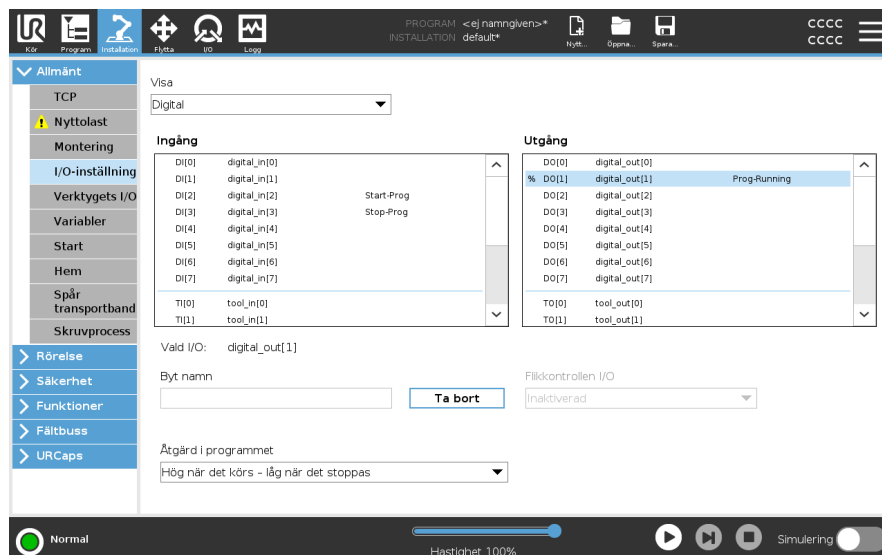 PROGRAM <ej namngiven>*
INSTALLATION default*
CCCC
CCCC
Kör Program Installation Flytta I/O Logg Nytt... Öppna... Spara...
Allmänt
TCP
Nyttolast
Montering
I/O-inställning
Verktygets I/O
Variabler
Start
Hem
Spår
transportband
Skruvprocess
Rörelse
Säkerhet
Funktioner
Fältbuss
URCaps
Visa
Digital
Ingång
DI[0] digital_in[0]
DI[1] digital_in[1]
DI[2] digital_in[2] Start-Prog
DI[3] digital_in[3] Stop-Prog
DI[4] digital_in[4]
DI[5] digital_in[5]
DI[6] digital_in[6]
DI[7] digital_in[7]
TI[0] tool_in[0]
TI[1] tool_in[1]
Utgång
DO[0] digital_out[0]
% DO[1] digital_out[1] Prog-Running
DO[2] digital_out[2]
DO[3] digital_out[3]
DO[4] digital_out[4]
DO[5] digital_out[5]
DO[6] digital_out[6]
DO[7] digital_out[7]
TO[0] tool_out[0]
TO[1] tool_out[1]
Vald I/O: digital_out[1]
Byt namn
Ta bort
Flikkontrollen I/O
Inaktiverad
Åtgärd i programmet
Hög när det körs – låg när det stoppas
Normal
Hastighet 100%
Simulering